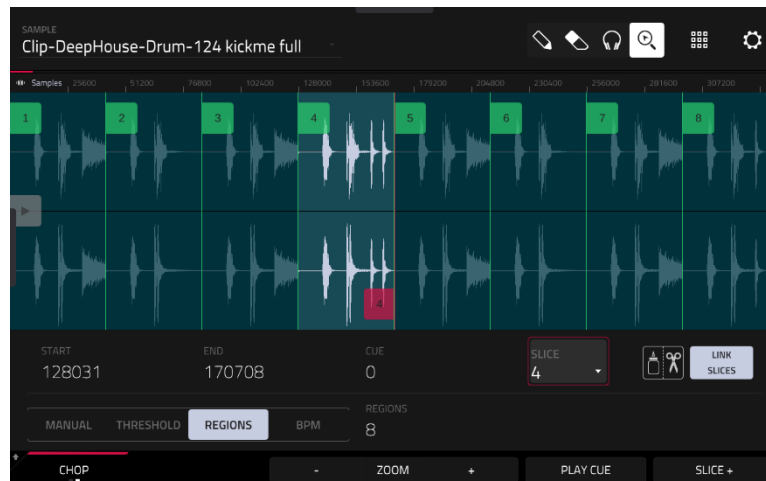 SAMPLE
Clip-DeepHouse-Drum-124 kickme full
Samples 25600 51200 76800 102400 128000 153600 179200 204800 230400 256000 281600 307200
1 2 3 4 5 6 7 8
4
START END CUE SLICE
128031 170708 0 4
LINK
SLICES
MANUAL THRESHOLD REGIONS BPM
REGIONS
8
CHOP - ZOOM + PLAY CUE SLICE +